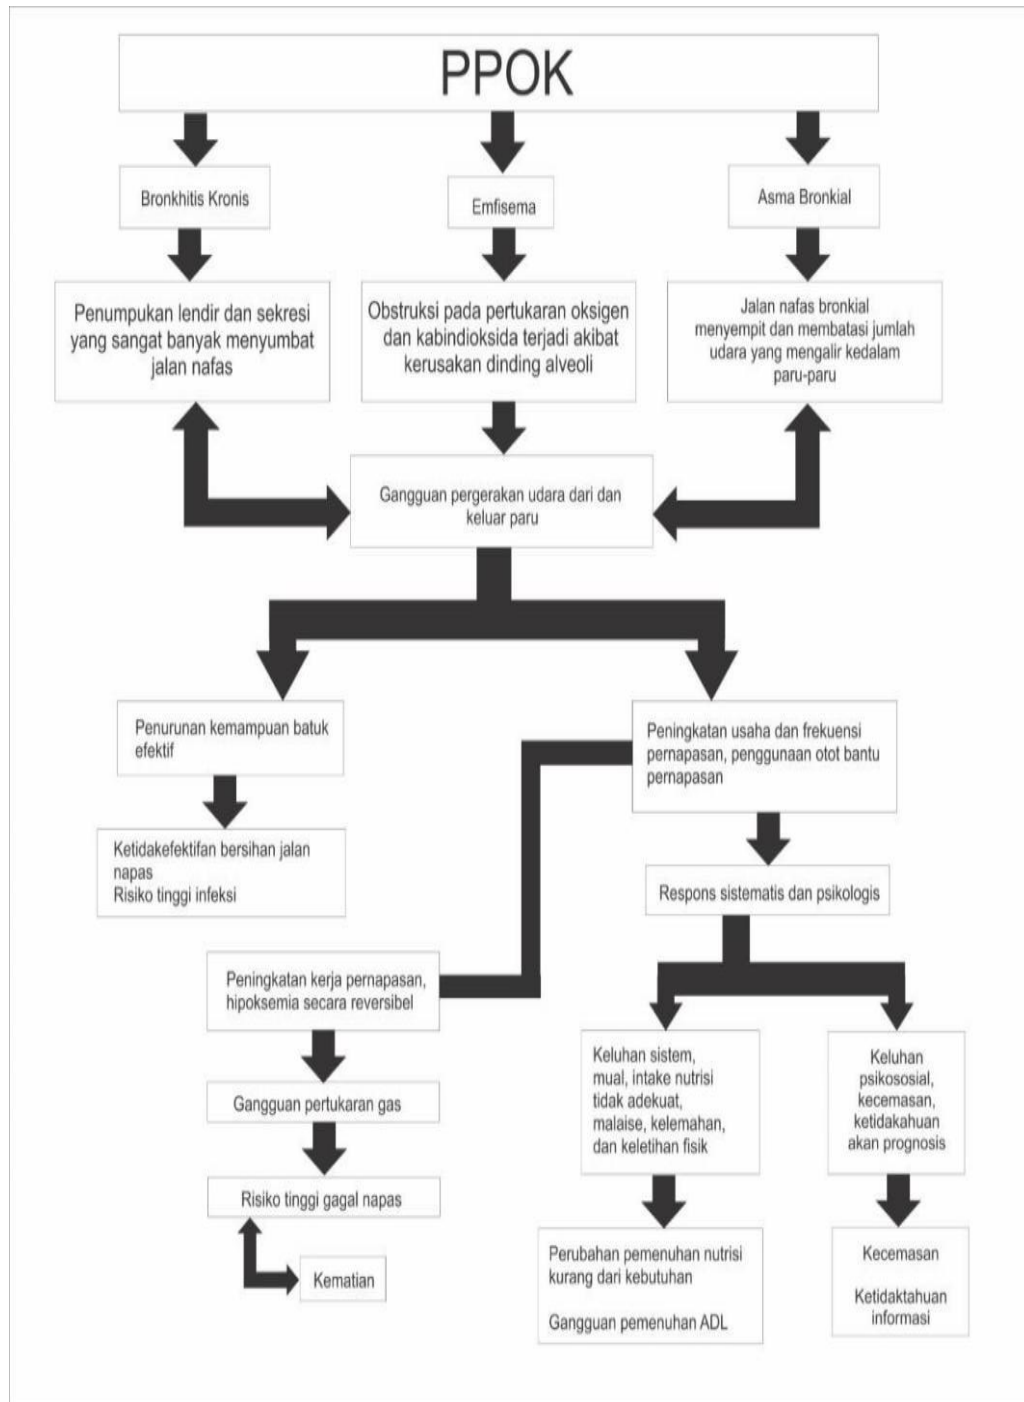 PPOK
Bronkhitis Kronis
Emfisema
Asma Bronkial
Penumpukan lendir dan sekresi
yang sangat banyak menyumbat
jalan nafas
Obstruksi pada pertukaran oksigen
dan kabindioksida terjadi akibat
kerusakan dinding alveoli
Jalan nafas bronkial
menyempit dan membatasi jumlah
udara yang mengalir kedalam
paru-paru
Gangguan pergerakan udara dari dan
keluar paru
Penurunan kemampuan batuk
efektif
Peningkatan usaha dan frekuensi
pernapasan, penggunaan otot bantu
pernapasan
Ketidakefektifan bersihan jalan
napas
Risiko tinggi infeksi
Respons sistematis dan psikologis
Peningkatan kerja pernapasan,
hipoksemia secara reversibel
Gangguan pertukaran gas
Risiko tinggi gagal napas
Kematian
Keluhan sistem,
mual, intake nutrisi
tidak adekuat,
malaise, kelemahan,
dan keletihan fisik
Keluhan
psikososial,
kecemasan,
ketidakahuan
akan prognosis
Perubahan pemenuhan nutrisi
kurang dari kebutuhan
Gangguan pemenuhan ADL
Kecemasan
Ketidaktahuan
informasi